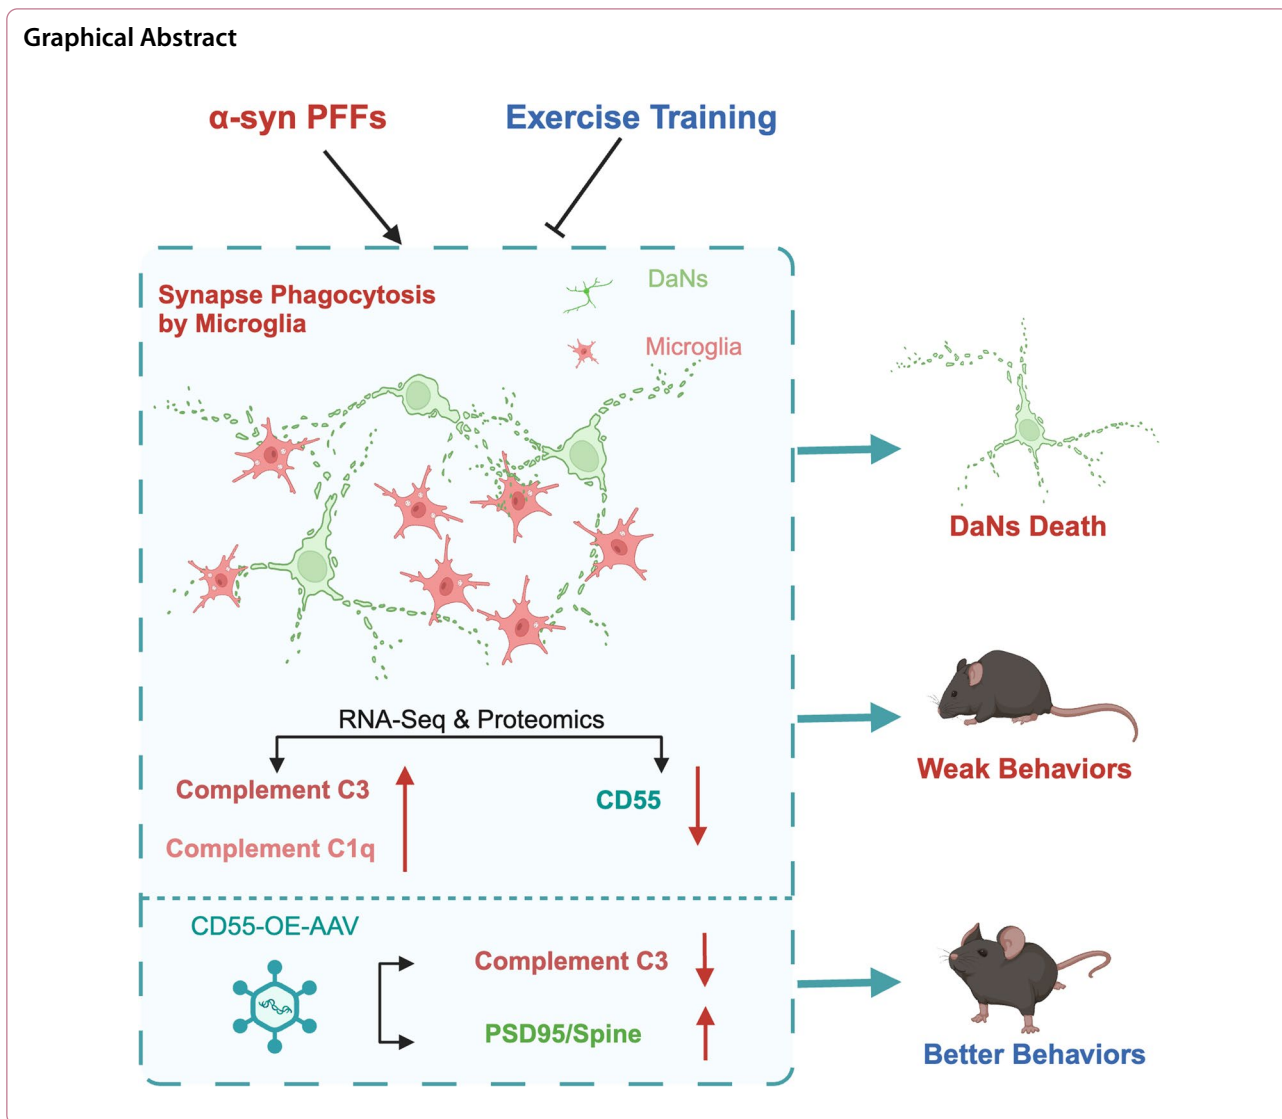 Graphical Abstract
α-syn PFFs
Exercise Training
Synapse Phagocytosis
by Microglia
DaNs
Microglia
DaNs Death
RNA-Seq & Proteomics
Complement C3
CD55
Complement C1q
Weak Behaviors
CD55-OE-AAV
Complement C3
PSD95/Spine
Better Behaviors